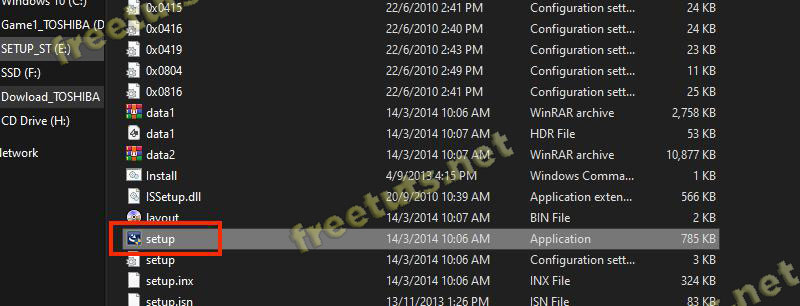 Windows 10 (C:)
Game1_TOSHIBA
SETUP_ST (E:)
SSD (F:)
Dowload_TOSHIBA
CD Drive (H:)
Network
0x0415 22/6/2010 2:41 PM Configuration sett... 24 KB
0x0416 22/6/2010 2:41 PM Configuration sett... 24 KB
0x0419 22/6/2010 2:43 PM Configuration sett... 23 KB
0x0804 22/6/2010 2:49 PM Configuration sett... 11 KB
0x0816 22/6/2010 2:41 PM Configuration sett... 25 KB
data1 14/3/2014 10:06 AM WinRAR archive 2,758 KB
data1 14/3/2014 10:07 AM HDR File 53 KB
data2 14/3/2014 10:07 AM WinRAR archive 10,877 KB
Install 4/9/2013 4:15 PM Windows Comma... 1 KB
ISSetup.dll 20/9/2010 10:39 AM Application exten... 566 KB
layout 14/3/2014 10:07 AM BIN File 2 KB
setup 14/3/2014 10:06 AM Application 785 KB
setup 14/3/2014 10:06 AM Configuration sett... 3 KB
setup.inx 14/3/2014 10:06 AM INX File 324 KB
setup.isn 13/11/2013 1:26 PM ISN File 83 KB
freetuts.net
freetuts.net
freetuts.net
freetuts.net